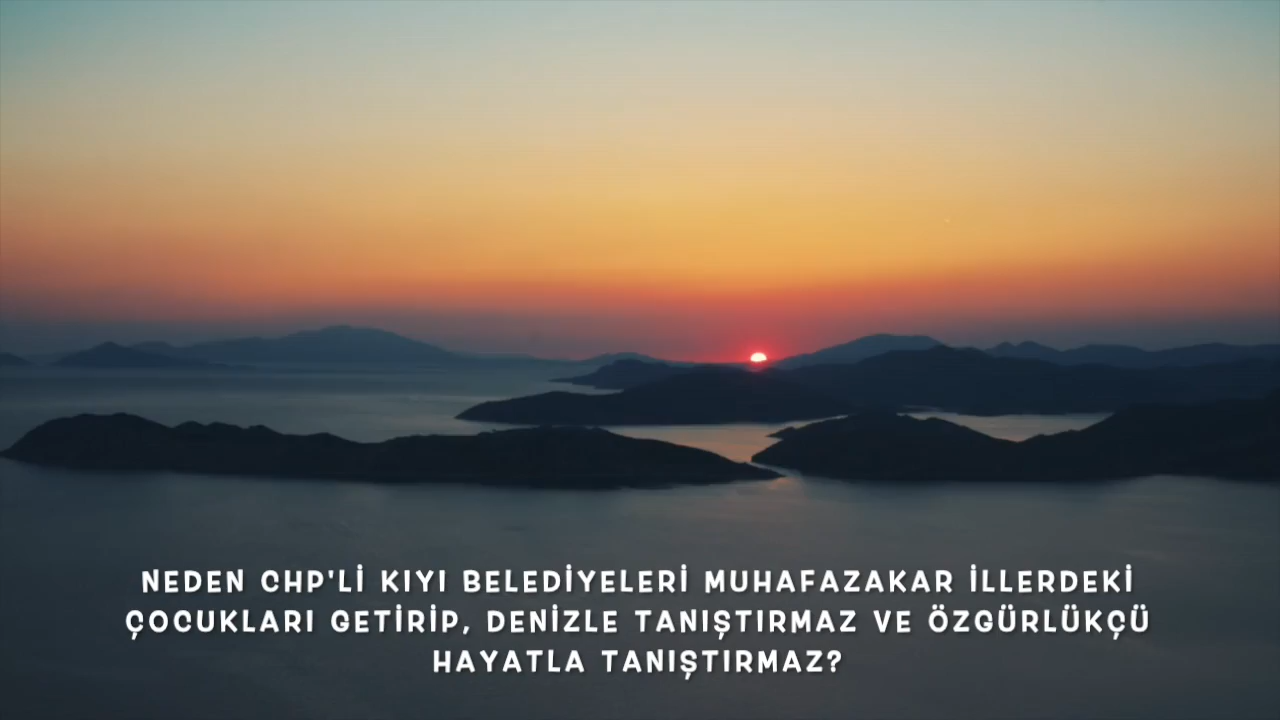 NEDEN CHP'Lİ KIYI BELEDİYELERİ MUHAFAZAKAR İLLERDEKİ
ÇOCUKLARI GETİRİP, DENİZLE TANIŞTIRMAZ VE ÖZGÜRLÜKÇÜ
HAYATLA TANIŞTIRMAZ?